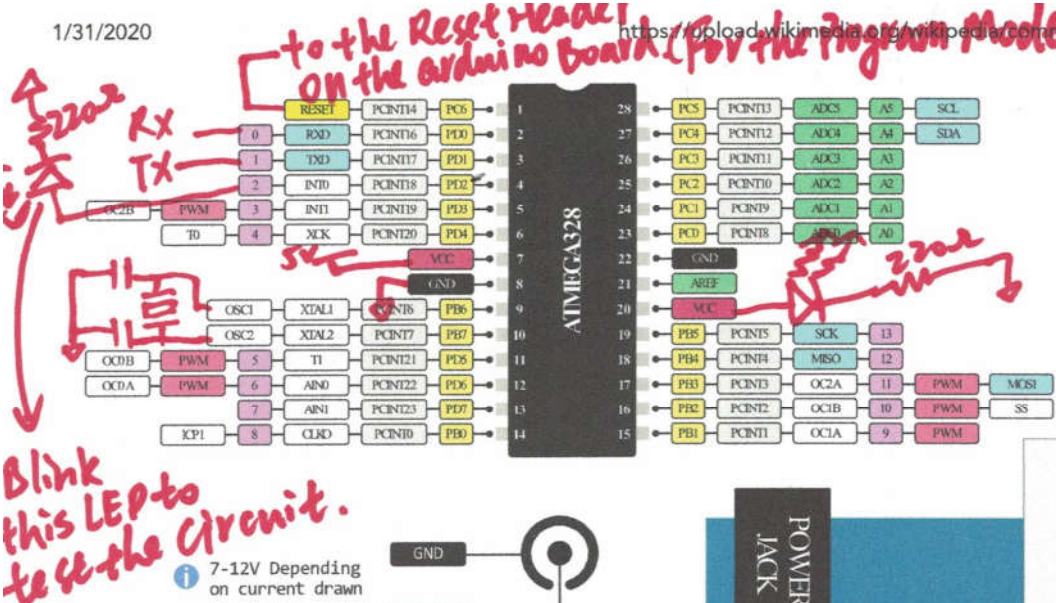 1/31/2020
https://upload.wikimedia.org/wikipedia/comm
to the Reset Header
on the arduino Board. (For the Program Mode
220Ω
RX
TX
RESET PCINT14 PC6 1
0 RXD PCINT16 PD0 2
1 TXD PCINT17 PD1 3
2 INT0 PCINT18 PD2 4
OC2B PWM 3 INT1 PCINT19 PD3 5
T0 4 XCK PCINT20 PD4 6
5V VCC 7
GND 8
OSC1 XTAL1 PCINT6 PB6 9
OSC2 XTAL2 PCINT7 PB7 10
OC0B PWM 5 T1 PCINT21 PD5 11
OC0A PWM 6 AIN0 PCINT22 PD6 12
7 AIN1 PCINT23 PD7 13
ICP1 8 CLKO PCINT0 PB0 14
ATMEGA328
28 PC5 PCINT13 ADC5 A5 SCL
27 PC4 PCINT12 ADC4 A4 SDA
26 PC3 PCINT11 ADC3 A3
25 PC2 PCINT10 ADC2 A2
24 PC1 PCINT9 ADC1 A1
23 PC0 PCINT8 ADC0 A0
22 GND
21 AREF
20 VCC
220Ω
19 PB5 PCINT5 SCK 13
18 PB4 PCINT4 MISO 12
17 PB3 PCINT3 OC2A 11 PWM MOSI
16 PB2 PCINT2 OC1B 10 PWM SS
15 PB1 PCINT1 OC1A 9 PWM
Blink
this LED to
test the Circuit.
7-12V Depending
on current drawn
GND
POWER
JACK